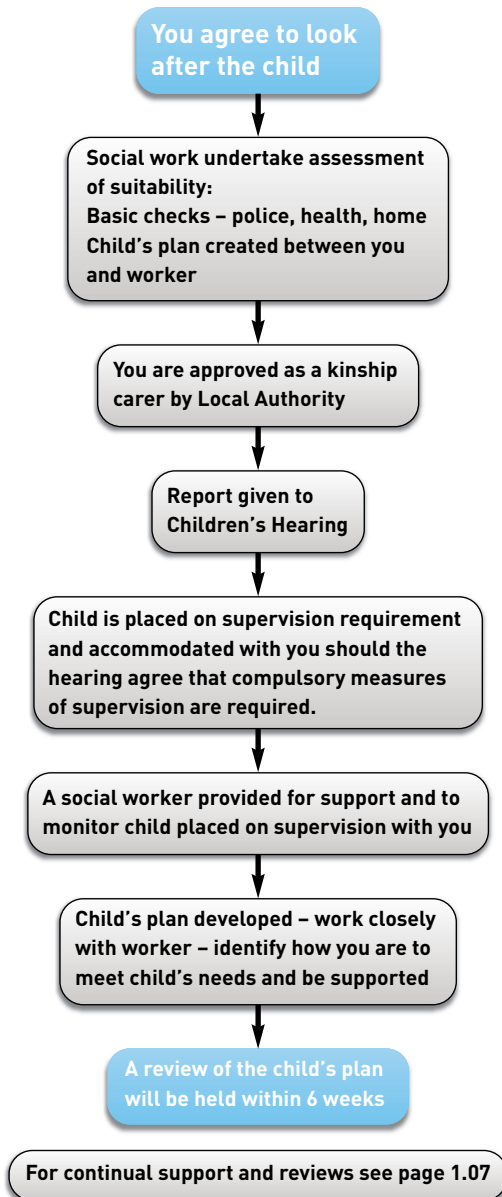 You agree to look
after the child
Social work undertake assessment
of suitability:
Basic checks – police, health, home
Child’s plan created between you
and worker
You are approved as a kinship
carer by Local Authority
Report given to
Children’s Hearing
Child is placed on supervision requirement
and accommodated with you should the
hearing agree that compulsory measures
of supervision are required.
A social worker provided for support and to
monitor child placed on supervision with you
Child’s plan developed – work closely
with worker – identify how you are to
meet child’s needs and be supported
A review of the child’s plan
will be held within 6 weeks
For continual support and reviews see page 1.07